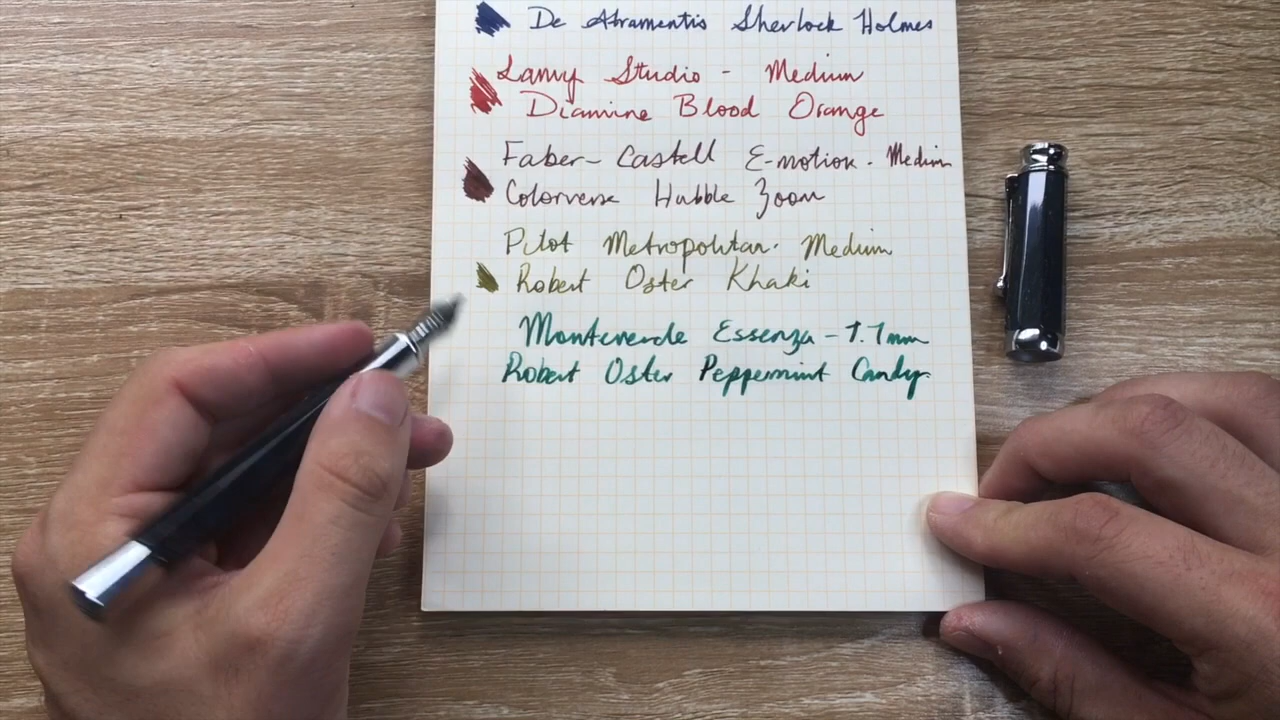 De Atramentis Sherlock Holmes
Lamy Studio - Medium
Diamine Blood Orange
Faber-Castell E-motion - Medium
Colorverse Hubble Zoom
Pilot Metropolitan - Medium
Robert Oster Khaki
Monteverde Essenza - 1.1mm
Robert Oster Peppermint Candy